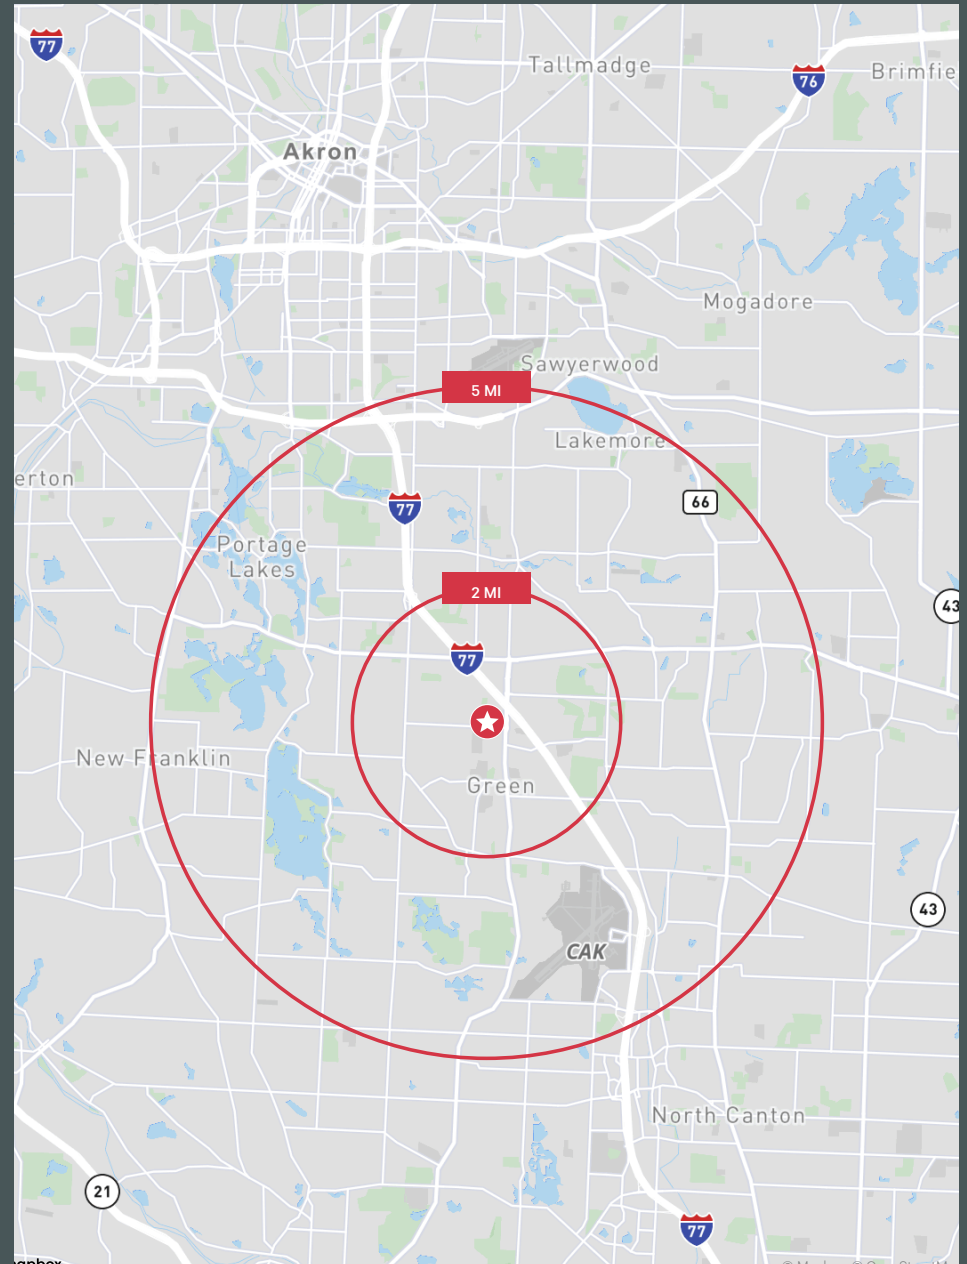 77
Tallmadge
76
Brimfie
Akron
Mogadore
Sawyerwood
5 MI
Lakemore
erton
66
77
Portage
Lakes
2 MI
43
77
New Franklin
Green
43
CAK
North Canton
21
77